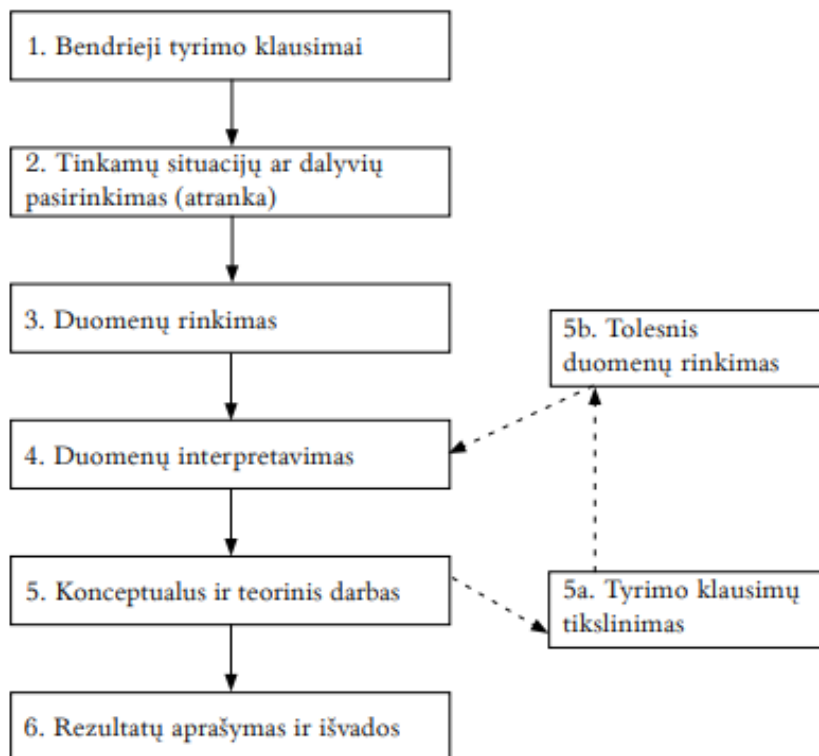 1. Bendrieji tyrimo klausimai
2. Tinkamų situacijų ar dalyvių
pasirinkimas (atranka)
3. Duomenų rinkimas
4. Duomenų interpretavimas
5. Konceptualus ir teorinis darbas
6. Rezultatų aprašymas ir išvados
5b. Tolesnis
duomenų rinkimas
5a. Tyrimo klausimų
tikslinimas